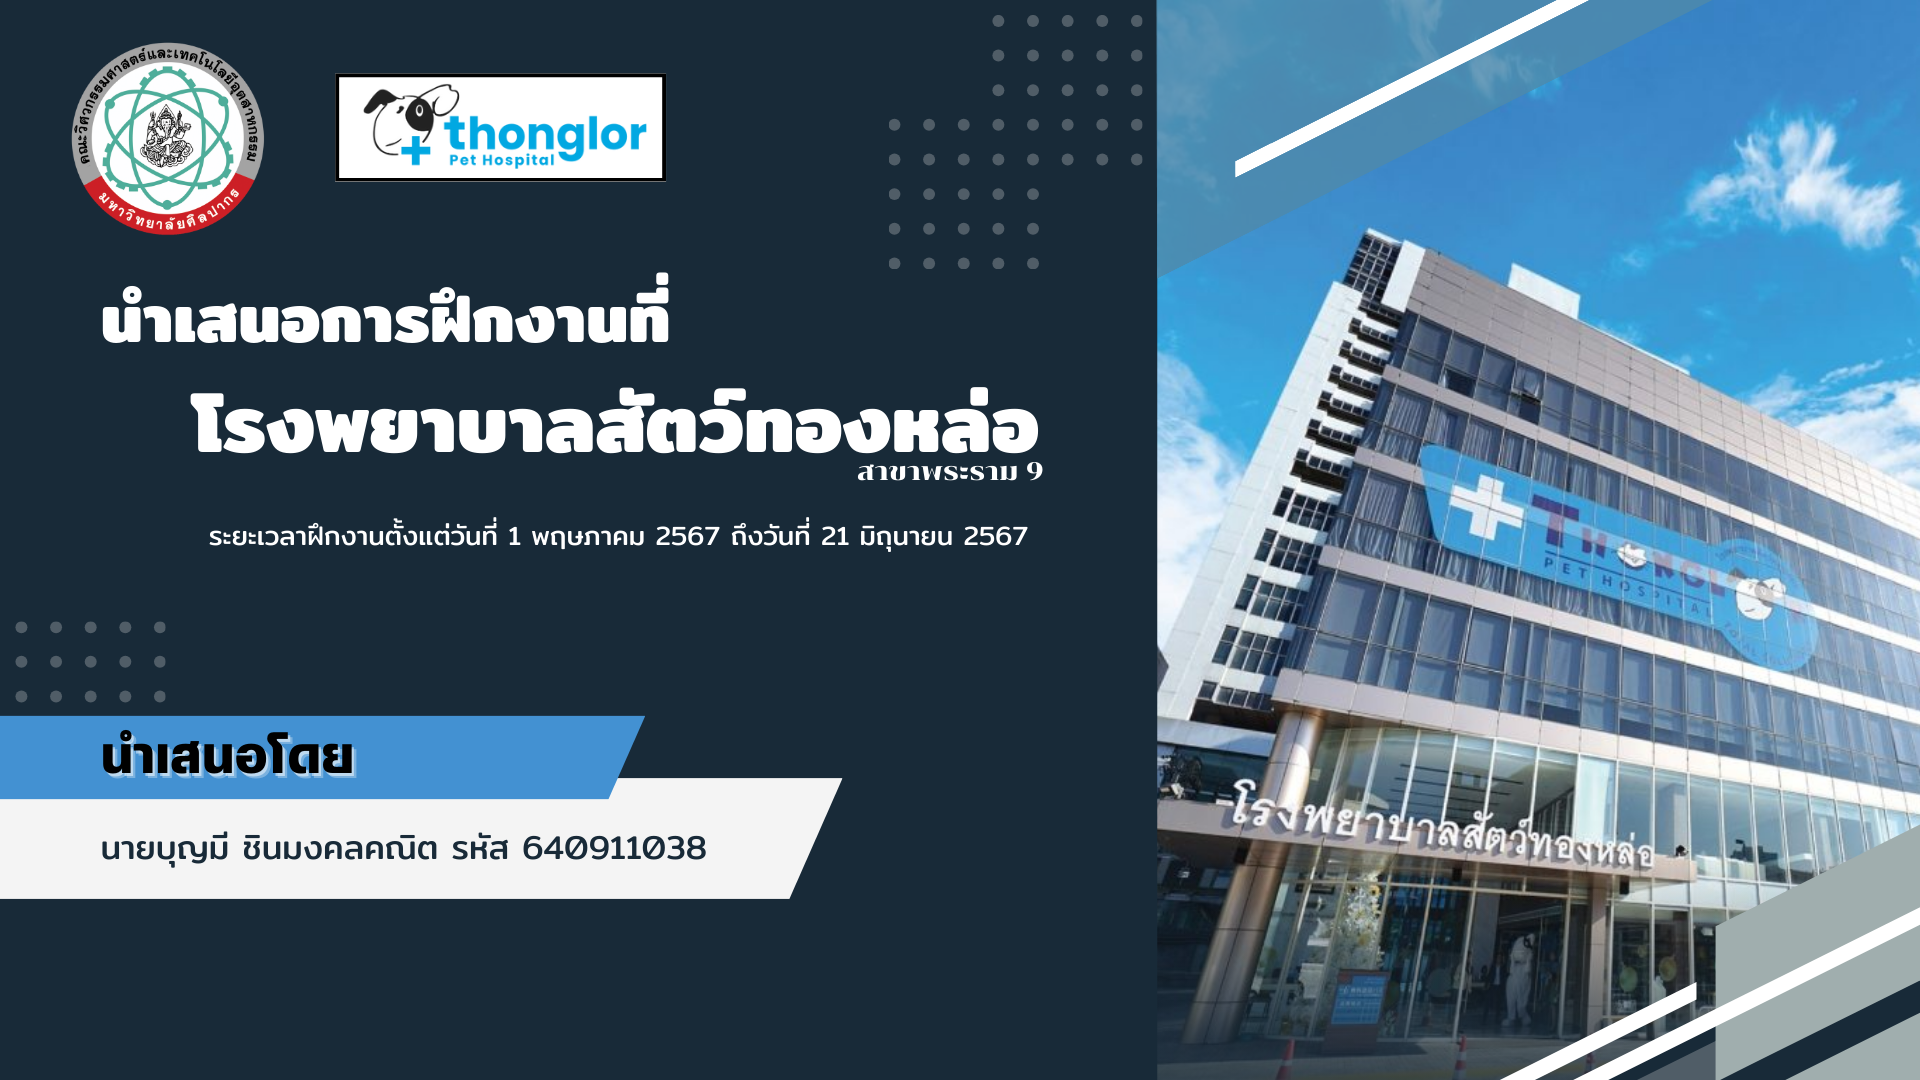 คณะวิศวกรรมศาสตร์และเทคโนโลยีอุตสาหกรรม
มหาวิทยาลัยศิลปากร
thonglor
Pet Hospital
นำเสนอการฝึกงานที่
โรงพยาบาลสัตว์ทองหล่อ
สาขาพระราม 9
ระยะเวลาฝึกงานตั้งแต่วันที่ 1 พฤษภาคม 2567 ถึงวันที่ 21 มิถุนายน 2567
นำเสนอโดย
นายบุญมี ชินมงคลคณิต รหัส 640911038
THONGL
PET HOSPITAL
โรงพยาบาลสัตว์ทองหล่อ